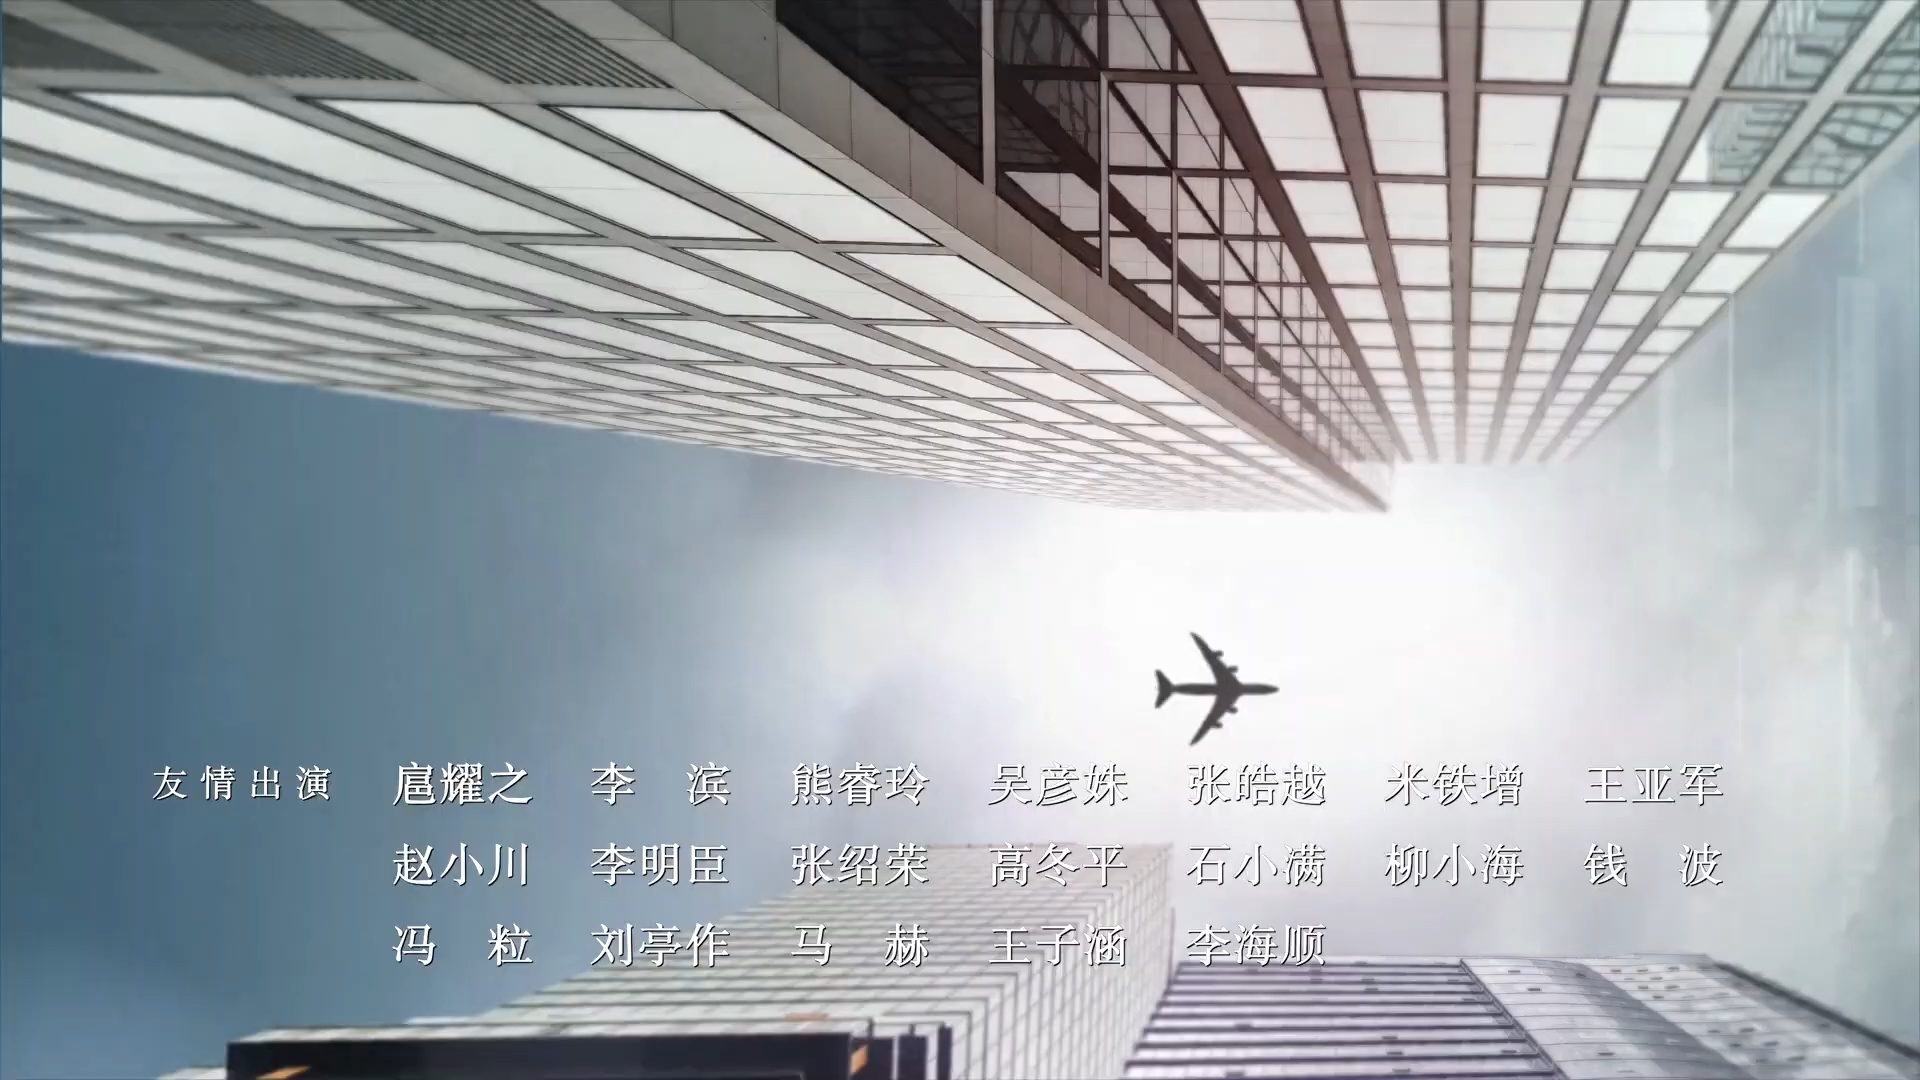 友情出演 扈耀之 李滨 熊睿玲 吴彦姝 张皓越 米铁增 王亚军
赵小川 李明臣 张绍荣 高冬平 石小满 柳小海 钱波
冯粒 刘亭作 马赫 王子涵 李海顺